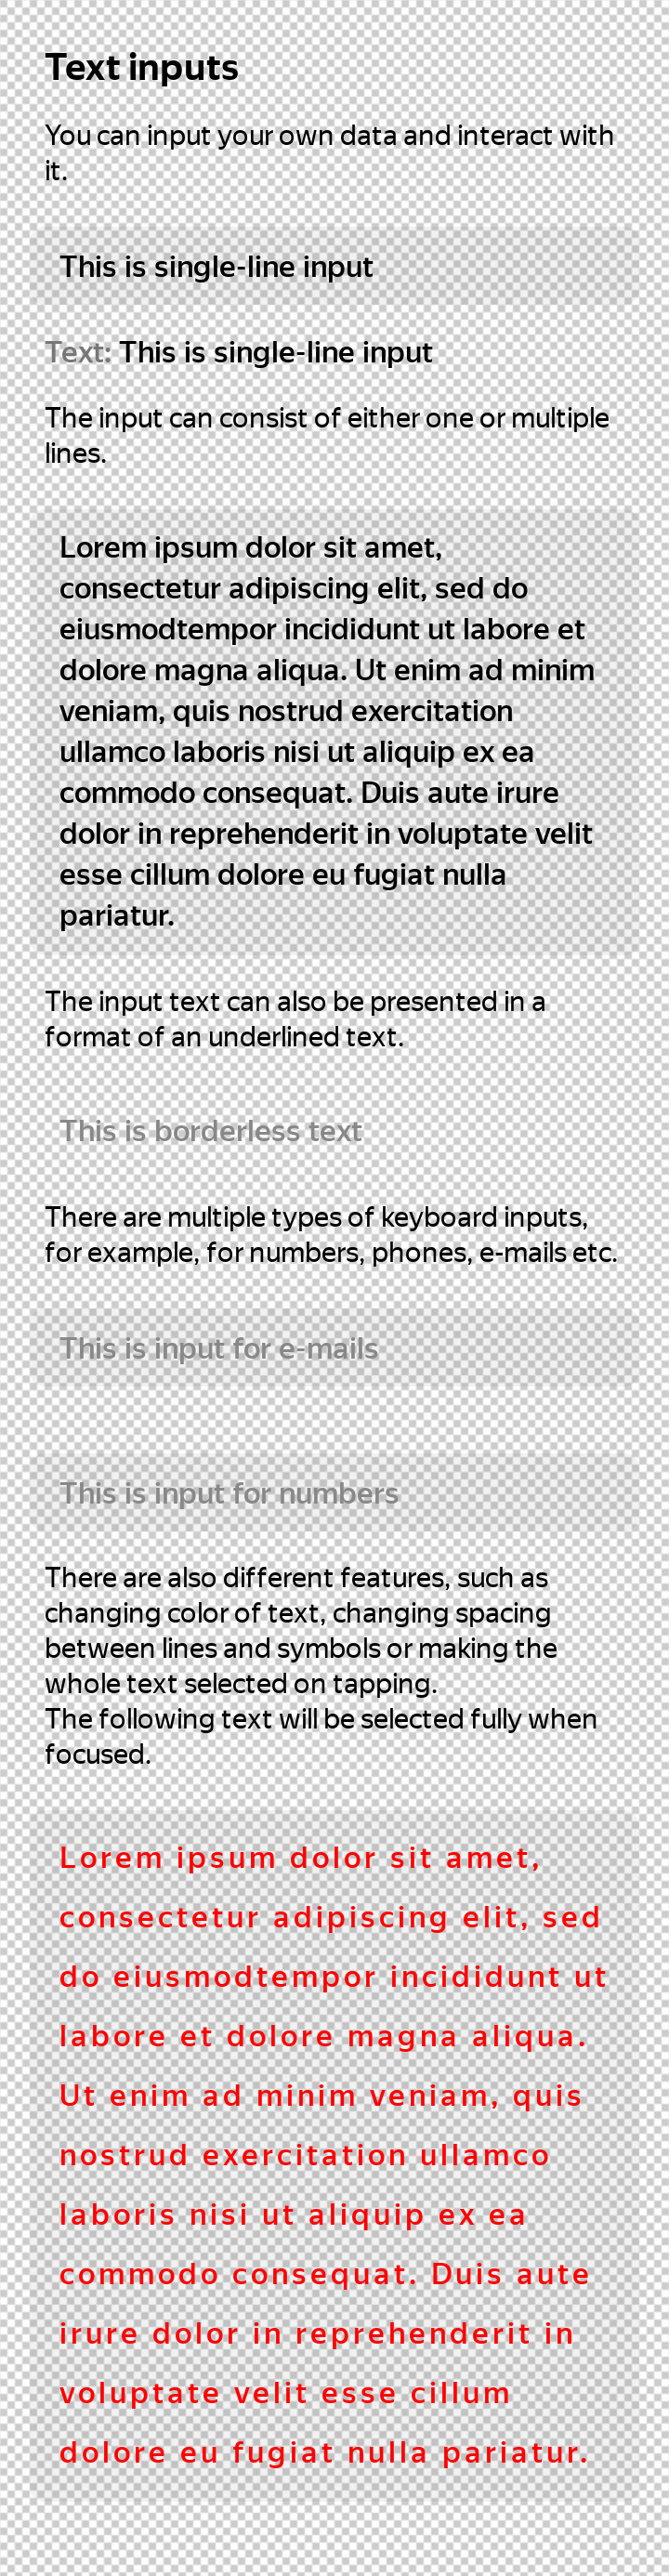 Text inputs
You can input your own data and interact with
it.
This is single-line input
Text: This is single-line input
The input can consist of either one or multiple
lines.
Lorem ipsum dolor sit amet,
consectetur adipiscing elit, sed do
eiusmodtempor incididunt ut labore et
dolore magna aliqua. Ut enim ad minim
veniam, quis nostrud exercitation
ullamco laboris nisi ut aliquip ex ea
commodo consequat. Duis aute irure
dolor in reprehenderit in voluptate velit
esse cillum dolore eu fugiat nulla
pariatur.
The input text can also be presented in a
format of an underlined text.
This is borderless text
There are multiple types of keyboard inputs,
for example, for numbers, phones, e-mails etc.
This is input for e-mails
This is input for numbers
There are also different features, such as
changing color of text, changing spacing
between lines and symbols or making the
whole text selected on tapping.
The following text will be selected fully when
focused.
Lorem ipsum dolor sit amet,
consectetur adipiscing elit, sed
do eiusmodtempor incididunt ut
labore et dolore magna aliqua.
Ut enim ad minim veniam, quis
nostrud exercitation ullamco
laboris nisi ut aliquip ex ea
commodo consequat. Duis aute
irure dolor in reprehenderit in
voluptate velit esse cillum
dolore eu fugiat nulla pariatur.